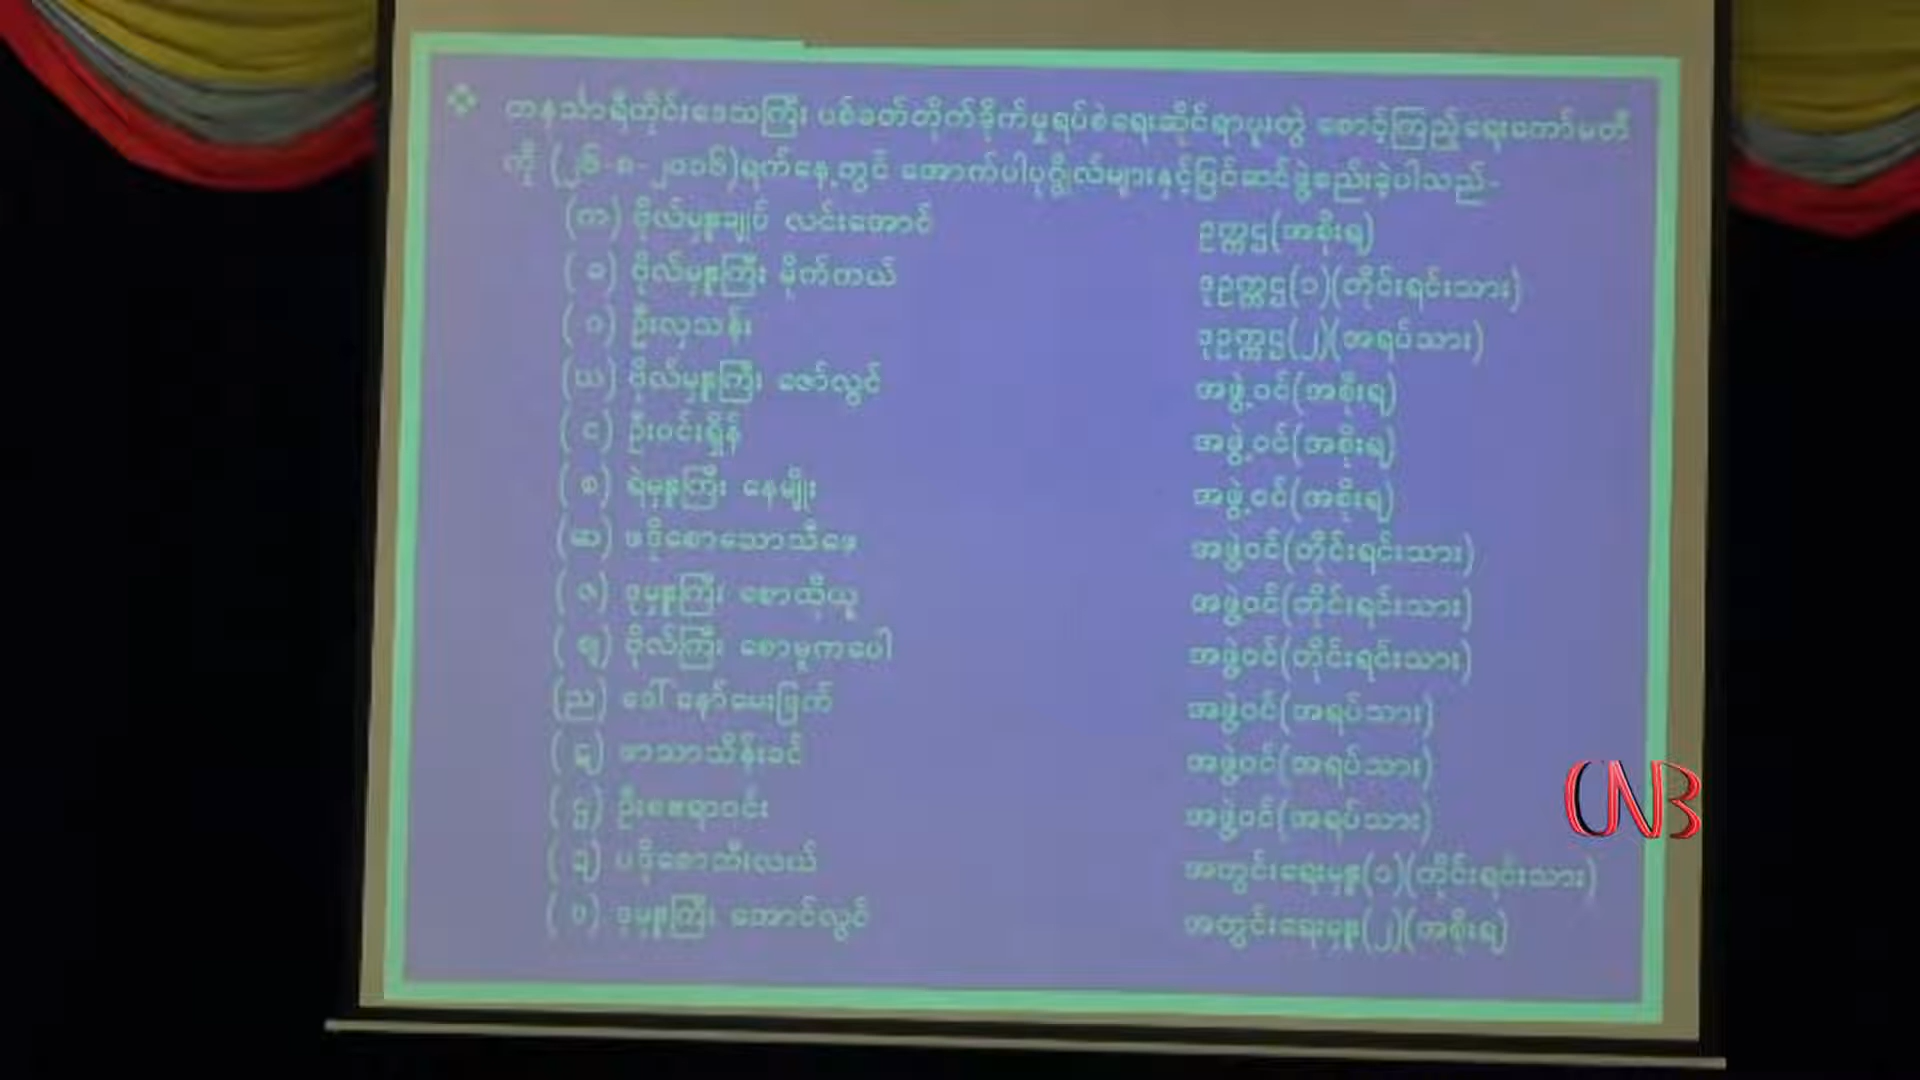 တနင်္သာရီတိုင်းဒေသကြီး ပစ်ခတ်တိုက်ခိုက်မှုရပ်စဲရေးဆိုင်ရာပူးတွဲ စောင့်ကြည့်ရေးကော်မတီ
ကို (၂၆-၈-၂၀၁၆)ရက်နေ့တွင် အောက်ပါပုဂ္ဂိုလ်များနှင့်ပြင်ဆင်ဖွဲ့စည်းခဲ့ပါသည်-
(က) ဗိုလ်မှူးချုပ် လင်းအောင် ဥက္ကဋ္ဌ(အစိုးရ)
(ခ) ဗိုလ်မှူးကြီး မိုက်ကယ် ဒုဥက္ကဋ္ဌ(၁)(တိုင်းရင်းသား)
(ဂ) ဦးလှသန်း ဒုဥက္ကဋ္ဌ(၂)(အရပ်သား)
(ဃ) ဗိုလ်မှူးကြီး ဇော်လွင် အဖွဲ့ဝင်(အစိုးရ)
(င) ဦးဝင်းရှိန် အဖွဲ့ဝင်(အစိုးရ)
(စ) ရဲမှူးကြီး နေမျိုး အဖွဲ့ဝင်(အစိုးရ)
(ဆ) ဖဒိုစောသောသီဖေ အဖွဲ့ဝင်(တိုင်းရင်းသား)
(ဇ) ဒုမှူးကြီး စောထီယူ အဖွဲ့ဝင်(တိုင်းရင်းသား)
(ဈ) ဗိုလ်ကြီး စောမူကပေါ အဖွဲ့ဝင်(တိုင်းရင်းသား)
(ည) ဒေါ်နော်မေးဖြက် အဖွဲ့ဝင်(အရပ်သား)
(ဋ) ဖာသာသိန်းခင် အဖွဲ့ဝင်(အရပ်သား)
(ဌ) အဖွဲ့ဝင်(အရပ်သား)
(ဍ) ပဒိုစောဘီးလယ် အတွင်းရေးမှူး(၁)(တိုင်းရင်းသား)
(ဎ) ဒုမှူးကြီး အောင်လွင် အတွင်းရေးမှူး(၂)(အစိုးရ)
CNB